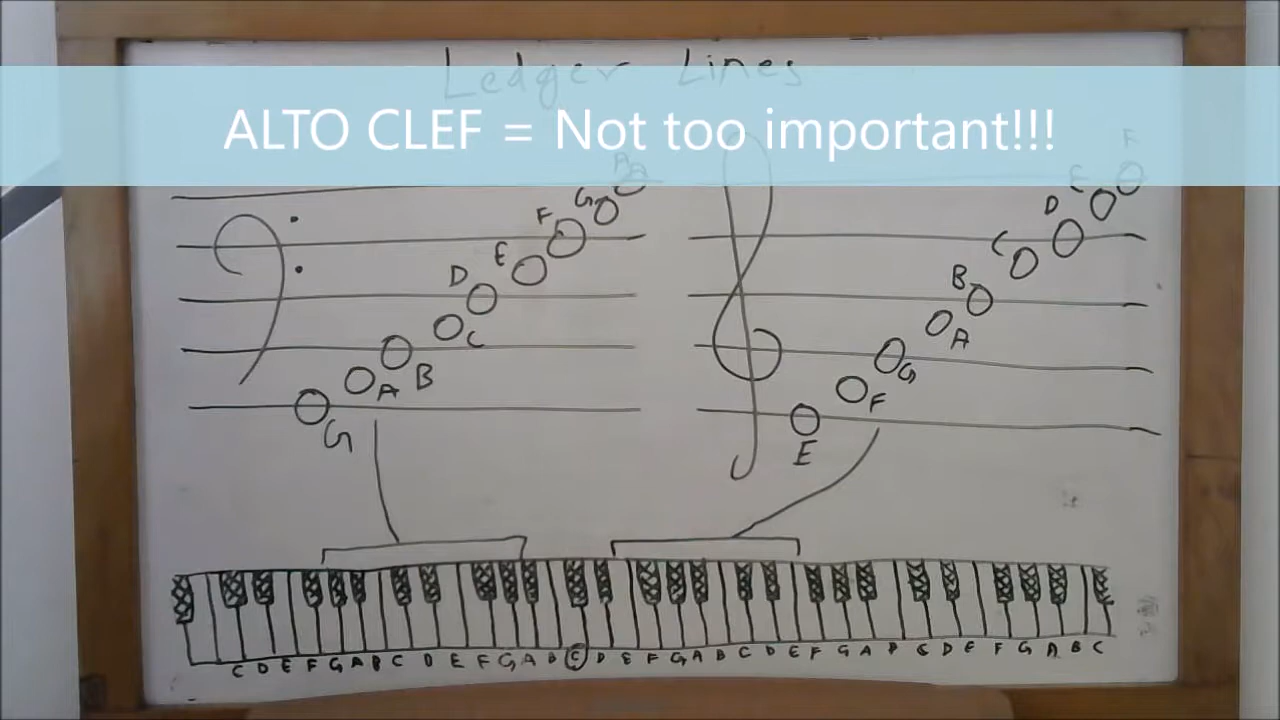 Ledger Lines
ALTO CLEF = Not too important!!!
G A B C D E F G A
E F G A B C D E F
C D E F G A B C D E F G A B C D E F G A B C D E F G A B C D E F G A B C